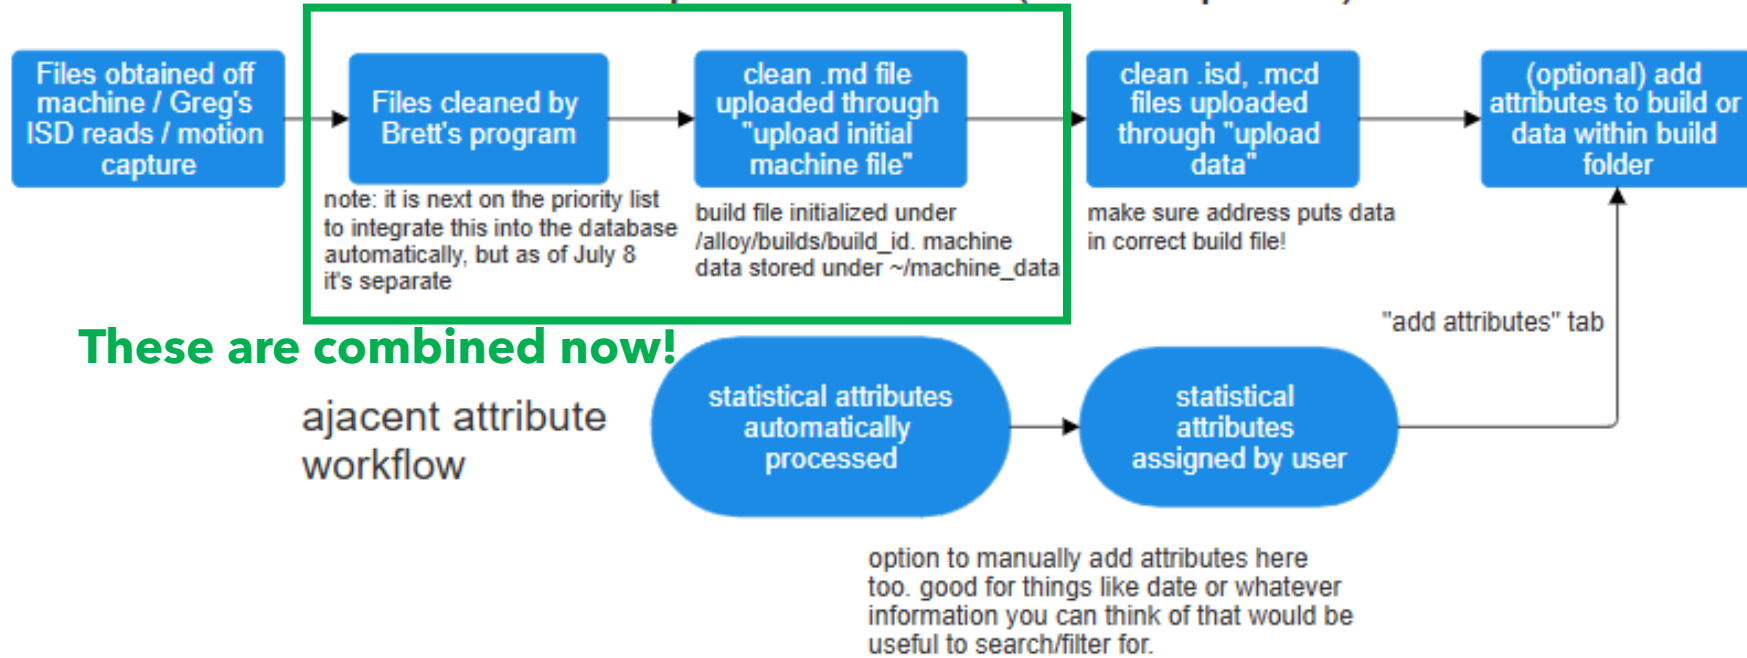 Files obtained off
machine / Greg's
ISD reads / motion
capture
Files cleaned by
Brett's program
clean .md file
uploaded through
"upload initial
machine file"
clean .isd, .mcd
files uploaded
through "upload
data"
(optional) add
attributes to build or
data within build
folder
note: it is next on the priority list
to integrate this into the database
automatically, but as of July 8
it's separate
build file initialized under
/alloy/builds/build_id. machine
data stored under ~/machine_data
make sure address puts data
in correct build file!
These are combined now!
"add attributes" tab
ajacent attribute
workflow
statistical attributes
automatically
processed
statistical
attributes
assigned by user
option to manually add attributes here
too. good for things like date or whatever
information you can think of that would be
useful to search/filter for.